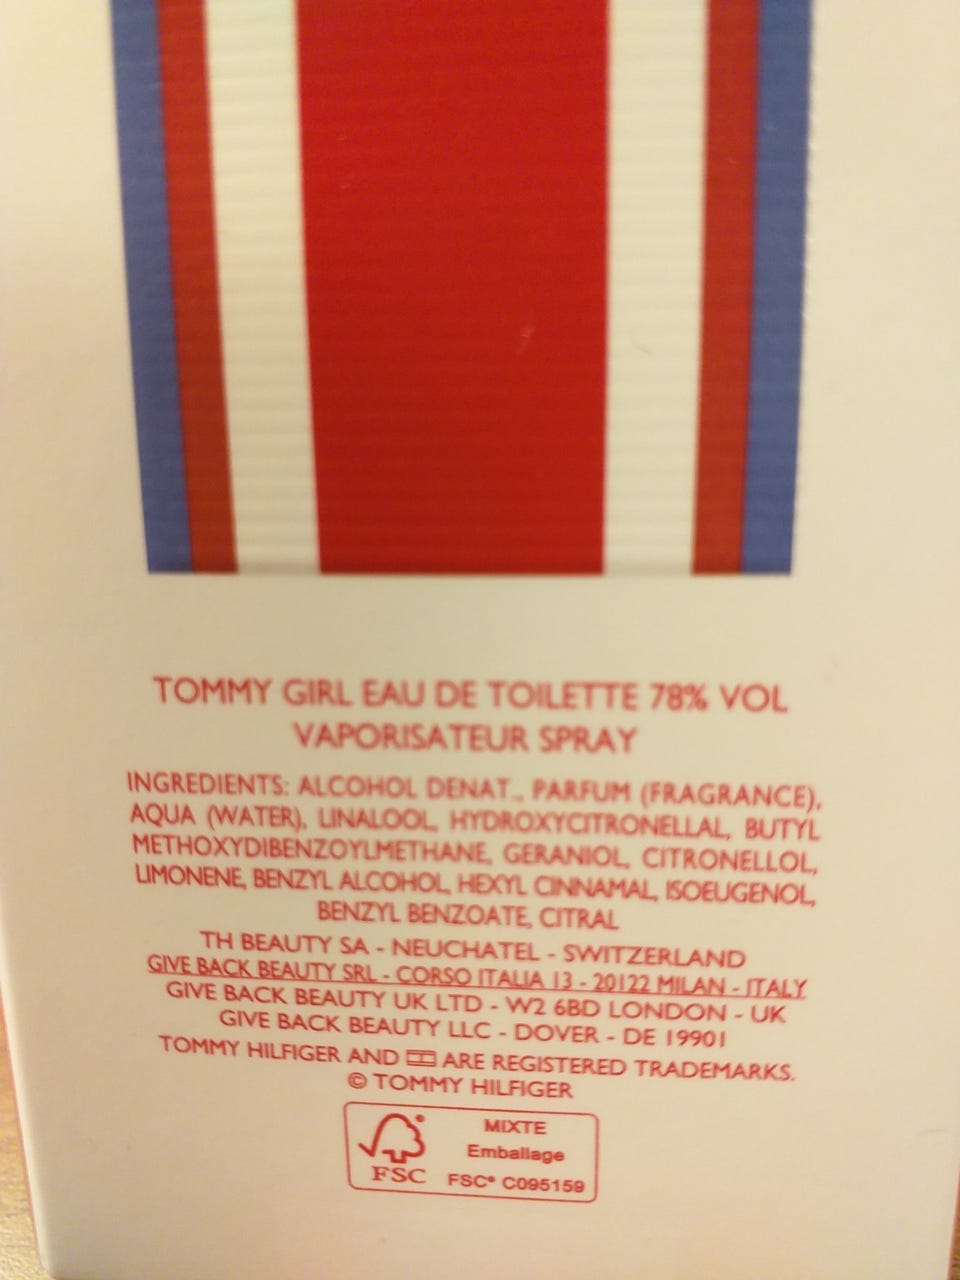 TOMMY GIRL EAU DE TOILETTE 78% VOL
VAPORISATEUR SPRAY
INGREDIENTS: ALCOHOL DENAT., PARFUM (FRAGRANCE),
AQUA (WATER), LINALOOL, HYDROXYCITRONELLAL, BUTYL
METHOXYDIBENZOYLMETHANE, GERANIOL, CITRONELLOL,
LIMONENE, BENZYL ALCOHOL, HEXYL CINNAMAL, ISOEUGENOL,
BENZYL BENZOATE, CITRAL
TH BEAUTY SA - NEUCHATEL - SWITZERLAND
GIVE BACK BEAUTY SRL - CORSO ITALIA 13 - 20122 MILAN - ITALY
GIVE BACK BEAUTY UK LTD - W2 6BD LONDON - UK
GIVE BACK BEAUTY LLC - DOVER - DE 19901
TOMMY HILFIGER AND ARE REGISTERED TRADEMARKS.
© TOMMY HILFIGER
MIXTE
Emballage
FSC FSC® C095159